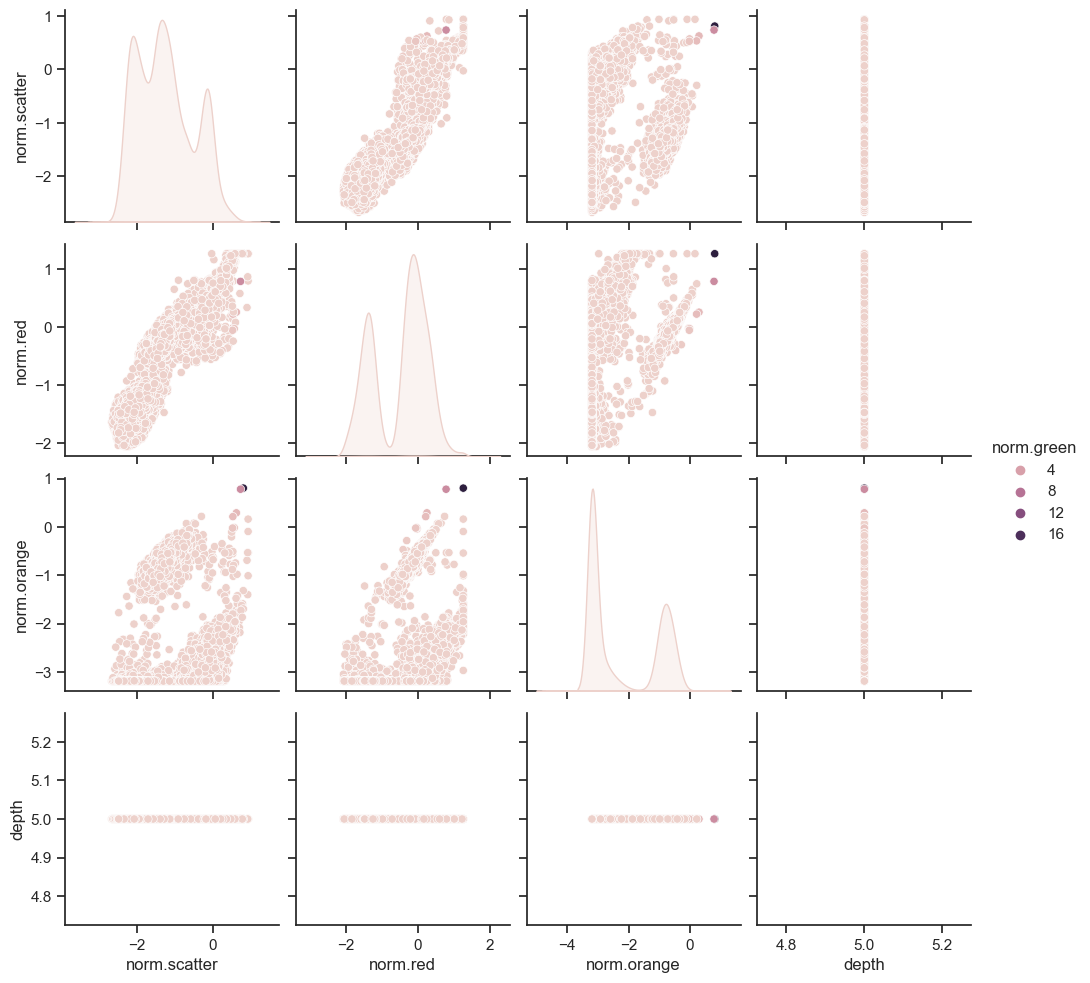 1
0
−1
−2
norm.scatter
1
0
−1
−2
norm.red
norm.green
4
8
12
16
1
0
−1
−2
−3
norm.orange
5.2
5.1
5.0
4.9
4.8
depth
−2 0
−2 0 2
−4 −2 0
4.8 5.0 5.2
norm.scatter
norm.red
norm.orange
depth